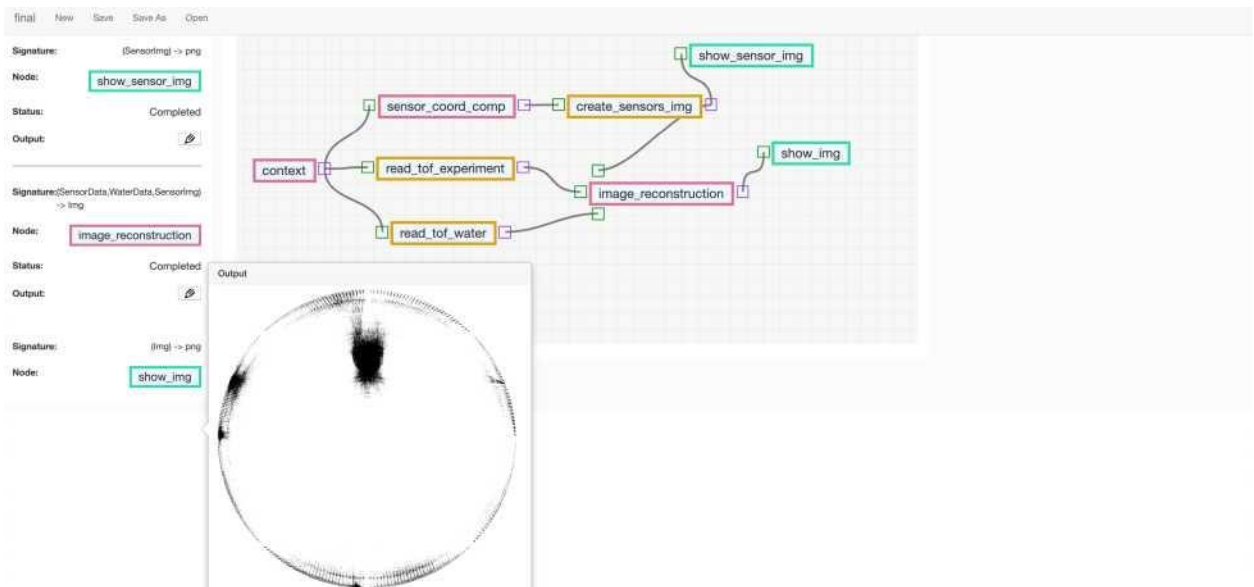 final New Save Save As Open
Signature: (SensorImg) -> png
Node: show_sensor_img
Status: Completed
Output:
Signature:(SensorData,WaterData,SensorImg)
-> Img
Node: image_reconstruction
Status: Completed
Output:
Signature: (Img) -> png
Node: show_img
show_sensor_img
sensor_coord_comp create_sensors_img
show_img
context read_tof_experiment
image_reconstruction
read_tof_water
Output